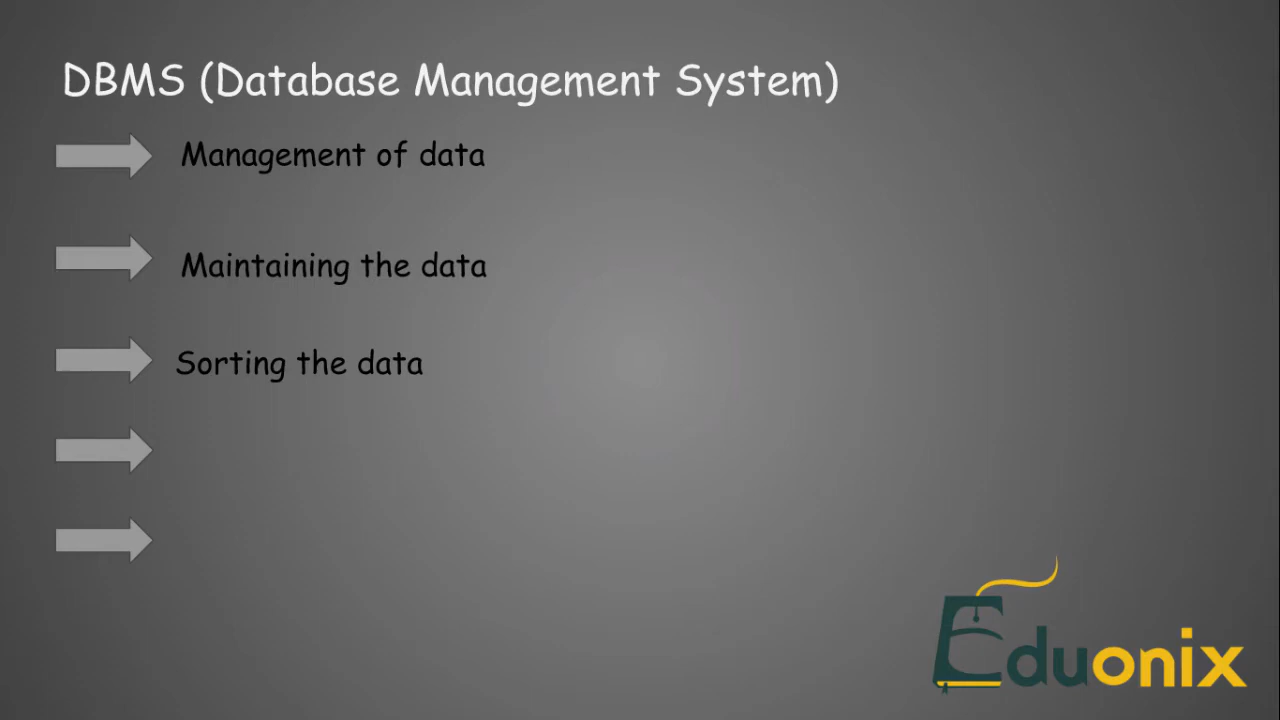 DBMS (Database Management System)
Management of data
Maintaining the data
Sorting the data
Eduonix